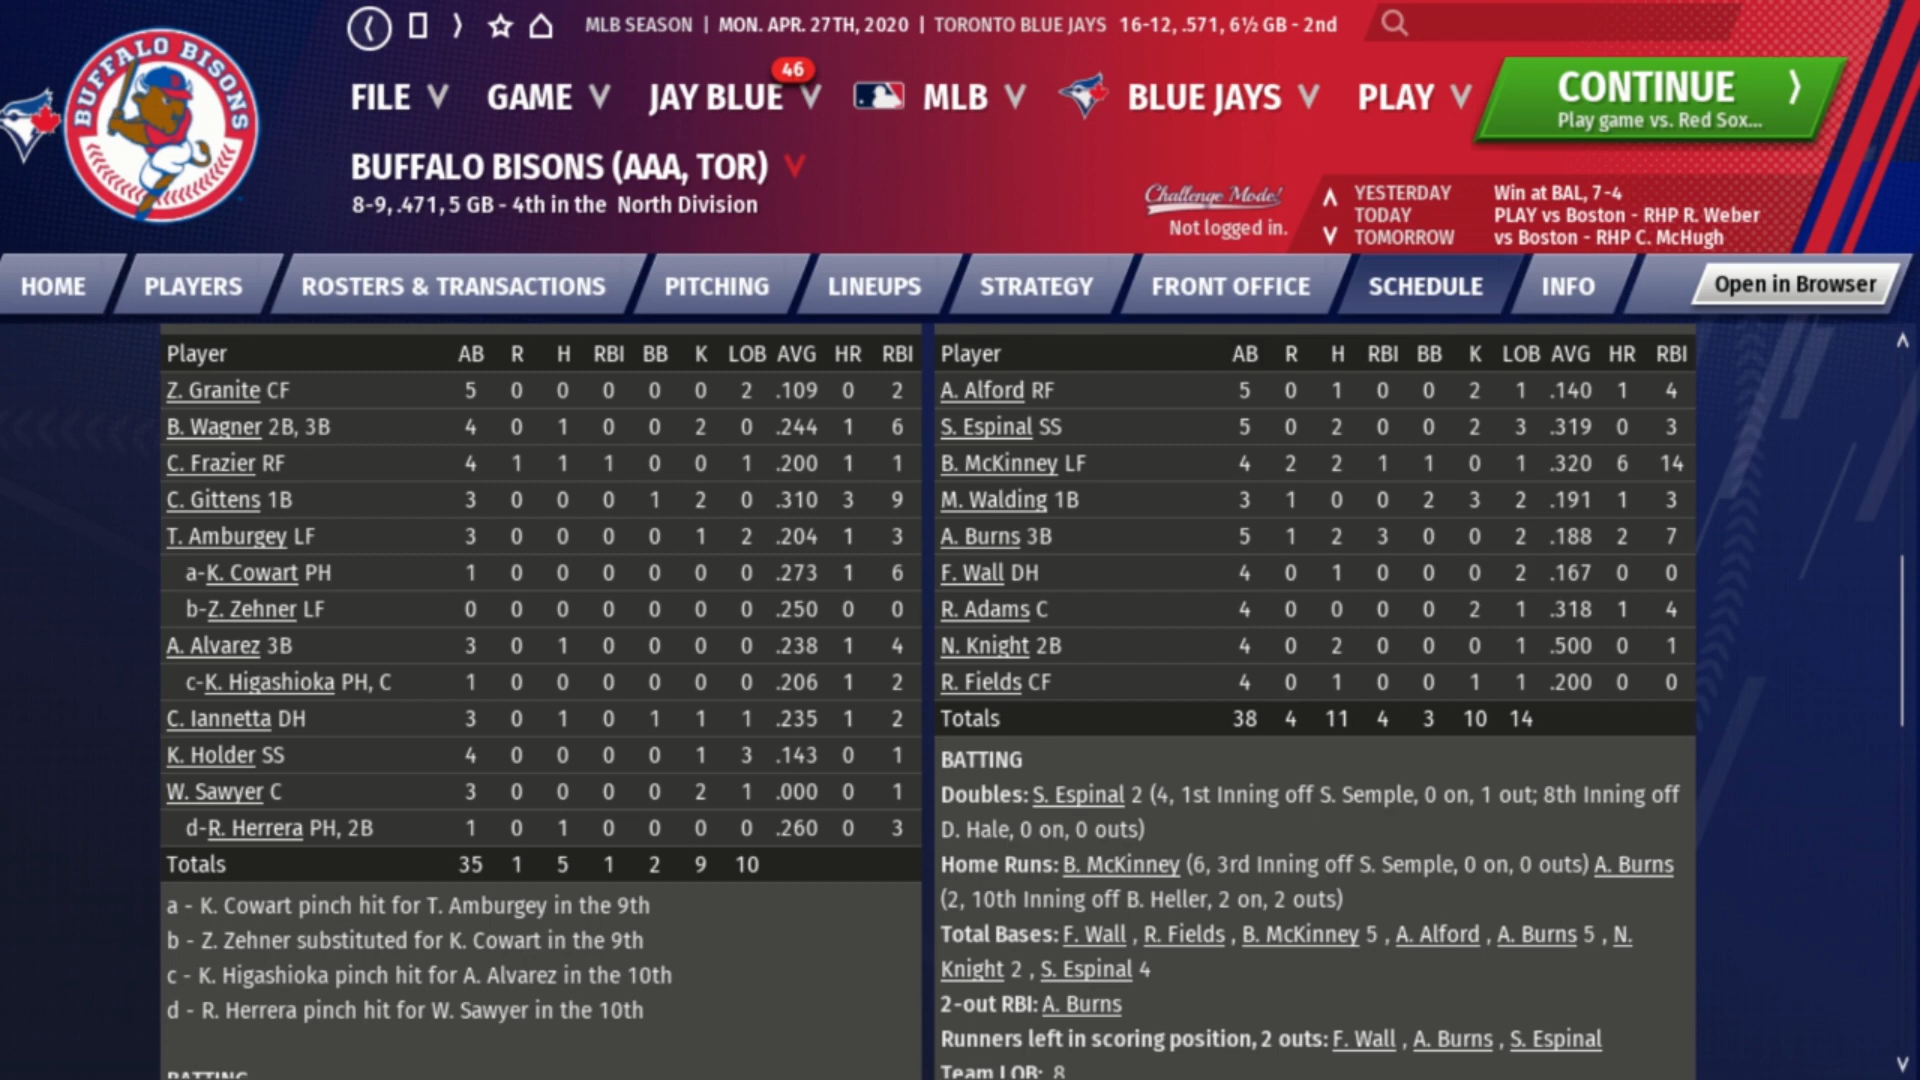 MLB SEASON | MON. APR. 27TH, 2020 | TORONTO BLUE JAYS 16-12, .571, 6½ GB - 2nd
BUFFALO BISONS
46
FILE GAME JAY BLUE MLB BLUE JAYS PLAY
CONTINUE
Play game vs. Red Sox...
BUFFALO BISONS (AAA, TOR)
8-9, .471, 5 GB - 4th in the North Division
Challenge Mode!
Not logged in.
YESTERDAY Win at BAL, 7-4
TODAY PLAY vs Boston - RHP R. Weber
TOMORROW vs Boston - RHP C. McHugh
HOME PLAYERS ROSTERS & TRANSACTIONS PITCHING LINEUPS STRATEGY FRONT OFFICE SCHEDULE INFO Open in Browser
Player AB R H RBI BB K LOB AVG HR RBI
Z. Granite CF 5 0 0 0 0 0 2 .109 0 2
B. Wagner 2B, 3B 4 0 1 0 0 2 0 .244 1 6
C. Frazier RF 4 1 1 1 0 0 1 .200 1 1
C. Gittens 1B 3 0 0 0 1 2 0 .310 3 9
T. Amburgey LF 3 0 0 0 0 1 2 .204 1 3
a-K. Cowart PH 1 0 0 0 0 0 0 .273 1 6
b-Z. Zehner LF 0 0 0 0 0 0 0 .250 0 0
A. Alvarez 3B 3 0 1 0 0 0 0 .238 1 4
c-K. Higashioka PH, C 1 0 0 0 0 0 0 .206 1 2
C. Iannetta DH 3 0 1 0 1 1 1 .235 1 2
K. Holder SS 4 0 0 0 0 1 3 .143 0 1
W. Sawyer C 3 0 0 0 0 2 1 .000 0 1
d-R. Herrera PH, 2B 1 0 1 0 0 0 0 .260 0 3
Totals 35 1 5 1 2 9 10
a - K. Cowart pinch hit for T. Amburgey in the 9th
b - Z. Zehner substituted for K. Cowart in the 9th
c - K. Higashioka pinch hit for A. Alvarez in the 10th
d - R. Herrera pinch hit for W. Sawyer in the 10th
BATTING
Player AB R H RBI BB K LOB AVG HR RBI
A. Alford RF 5 0 1 0 0 2 1 .140 1 4
S. Espinal SS 5 0 2 0 0 2 3 .319 0 3
B. McKinney LF 4 2 2 1 1 0 1 .320 6 14
M. Walding 1B 3 1 0 0 2 3 2 .191 1 3
A. Burns 3B 5 1 2 3 0 0 2 .188 2 7
F. Wall DH 4 0 1 0 0 0 2 .167 0 0
R. Adams C 4 0 0 0 0 2 1 .318 1 4
N. Knight 2B 4 0 2 0 0 0 1 .500 0 1
R. Fields CF 4 0 1 0 0 1 1 .200 0 0
Totals 38 4 11 4 3 10 14
BATTING
Doubles: S. Espinal 2 (4, 1st Inning off S. Semple, 0 on, 1 out; 8th Inning off
D. Hale, 0 on, 0 outs)
Home Runs: B. McKinney (6, 3rd Inning off S. Semple, 0 on, 0 outs) A. Burns
(2, 10th Inning off B. Heller, 2 on, 2 outs)
Total Bases: F. Wall , R. Fields , B. McKinney 5 , A. Alford , A. Burns 5 , N.
Knight 2 , S. Espinal 4
2-out RBI: A. Burns
Runners left in scoring position, 2 outs: F. Wall , A. Burns , S. Espinal
Team LOB: 8